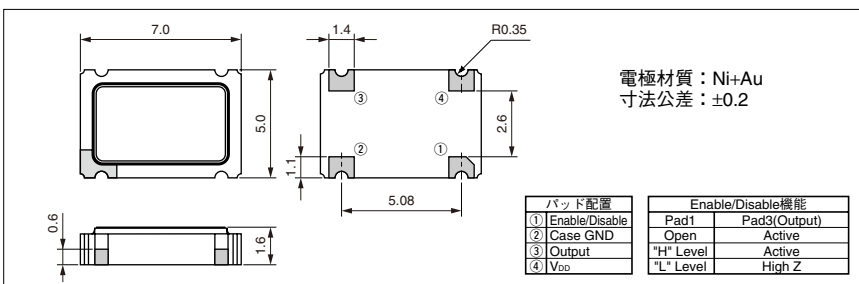 7.0
1.4
R0.35
③
④
②
①
5.0
2.6
1.1
5.08
0.6
1.6
電極材質：Ni+Au
寸法公差：±0.2
パッド配置
① Enable/Disable
② Case GND
③ Output
④ VDD
Enable/Disable機能
Pad1 Pad3(Output)
Open Active
"H" Level Active
"L" Level High Z